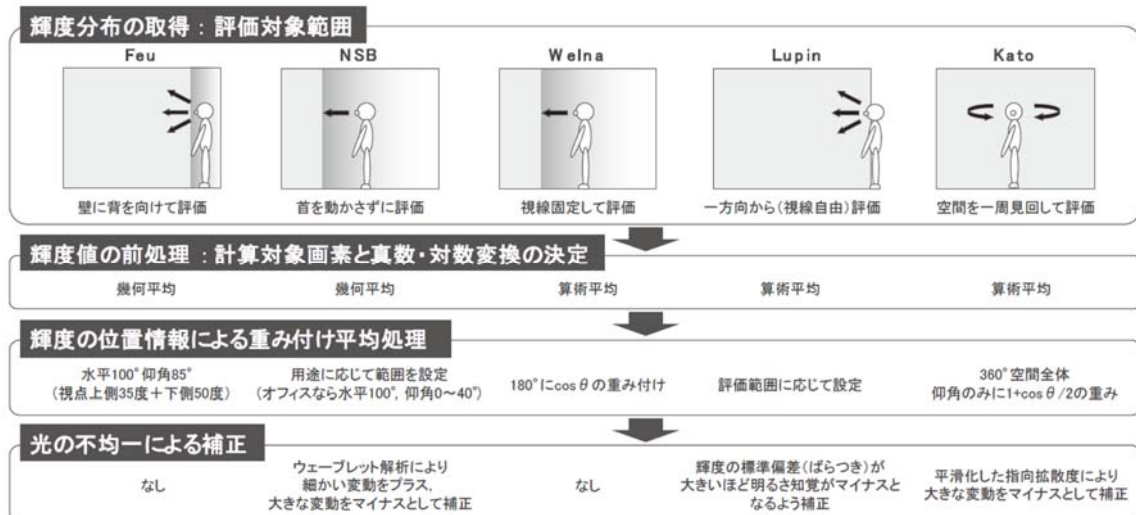 輝度分布の取得：評価対象範囲
Feu
NSB
Welna
Lupin
Kato
壁に背を向けて評価
首を動かさずに評価
視線固定して評価
一方向から(視線自由)評価
空間を一周見回して評価
輝度値の前処理：計算対象画素と真数・対数変換の決定
幾何平均
幾何平均
算術平均
算術平均
算術平均
輝度の位置情報による重み付け平均処理
水平100°仰角85°
(視点上側35度＋下側50度)
用途に応じて範囲を設定
(オフィスなら水平100°, 仰角0～40°)
180°にcosθの重み付け
評価範囲に応じて設定
360°空間全体
仰角のみに1+cosθ/2の重み
光の不均一による補正
なし
ウェーブレット解析により
細かい変動をプラス,
大きな変動をマイナスとして補正
なし
輝度の標準偏差(ばらつき)が
大きいほど明るさ知覚がマイナスと
なるよう補正
平滑化した指向拡散度により
大きな変動をマイナスとして補正